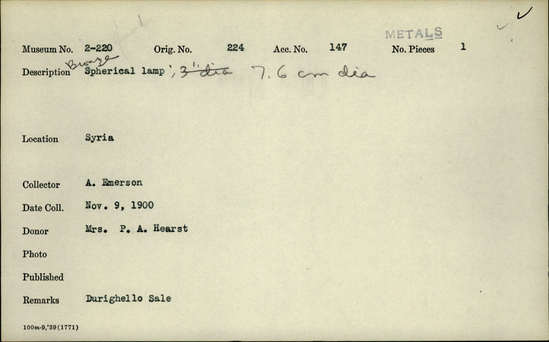 METALS
Museum No. 2-220 Orig. No. 224 Acc. No. 147 No. Pieces 1
Bronze
Description Spherical lamp; 3" dia 7.6 cm dia
Location Syria
Collector A. Emerson
Date Coll. Nov. 9, 1900
Donor Mrs. P. A. Hearst
Photo
Published
Remarks Durighello Sale
100m-9,'39(1771)